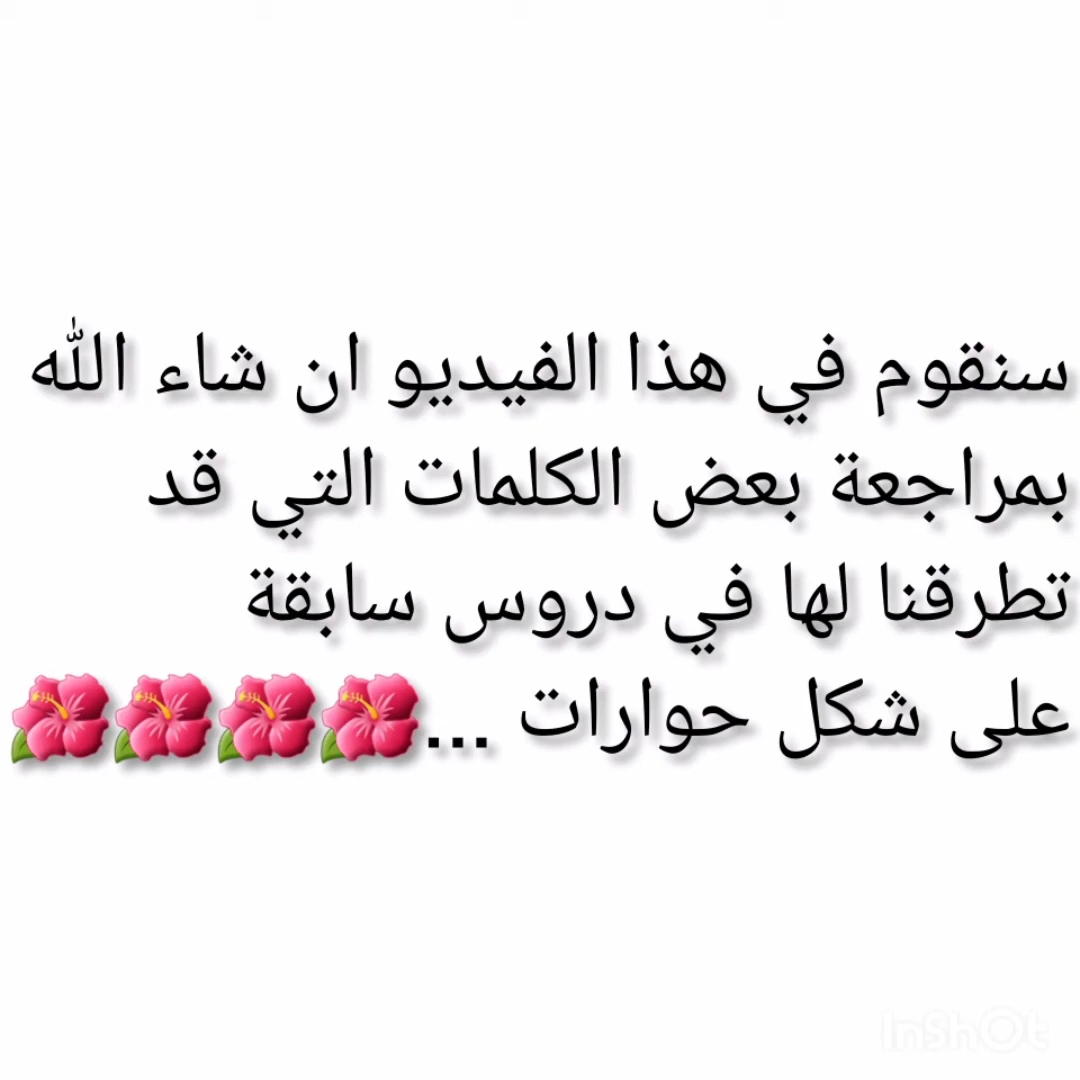 سنقوم في هذا الفيديو ان شاء الله
بمراجعة بعض الكلمات التي قد
تطرقنا لها في دروس سابقة
على شكل حوارات ...🌺🌺🌺🌺
InShOt